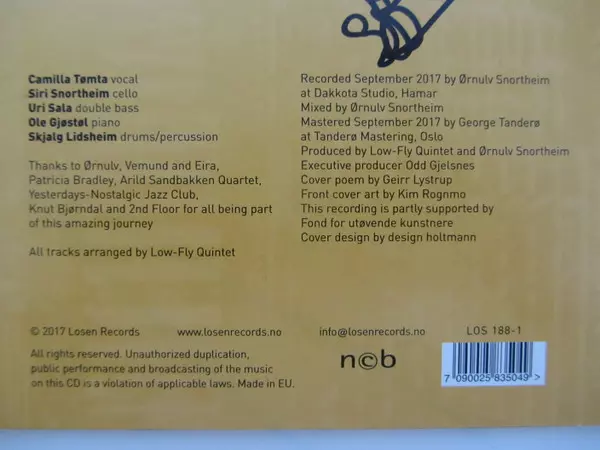 Camilla Tømta vocal
Siri Snortheim cello
Uri Sala double bass
Ole Gjøstøl piano
Skjalg Lidsheim drums/percussion
Thanks to Ørnulv, Vemund and Eira,
Patricia Bradley, Arild Sandbakken Quartet,
Yesterdays-Nostalgic Jazz Club,
Knut Bjørndal and 2nd Floor for all being part
of this amazing journey
All tracks arranged by Low-Fly Quintet
Recorded September 2017 by Ørnulv Snortheim
at Dakkota Studio, Hamar
Mixed by Ørnulv Snortheim
Mastered September 2017 by George Tanderø
at Tanderø Mastering, Oslo
Produced by Low-Fly Quintet and Ørnulv Snortheim
Executive producer Odd Gjelsnes
Cover poem by Geirr Lystrup
Front cover art by Kim Rognmo
This recording is partly supported by
Fond for utøvende kunstnere
Cover design by design holtmann
© 2017 Losen Records www.losenrecords.no info@losenrecords.no LOS 188-1
All rights reserved. Unauthorized duplication,
public performance and broadcasting of the music
on this CD is a violation of applicable laws. Made in EU.
n©b
7 090025 835049 >